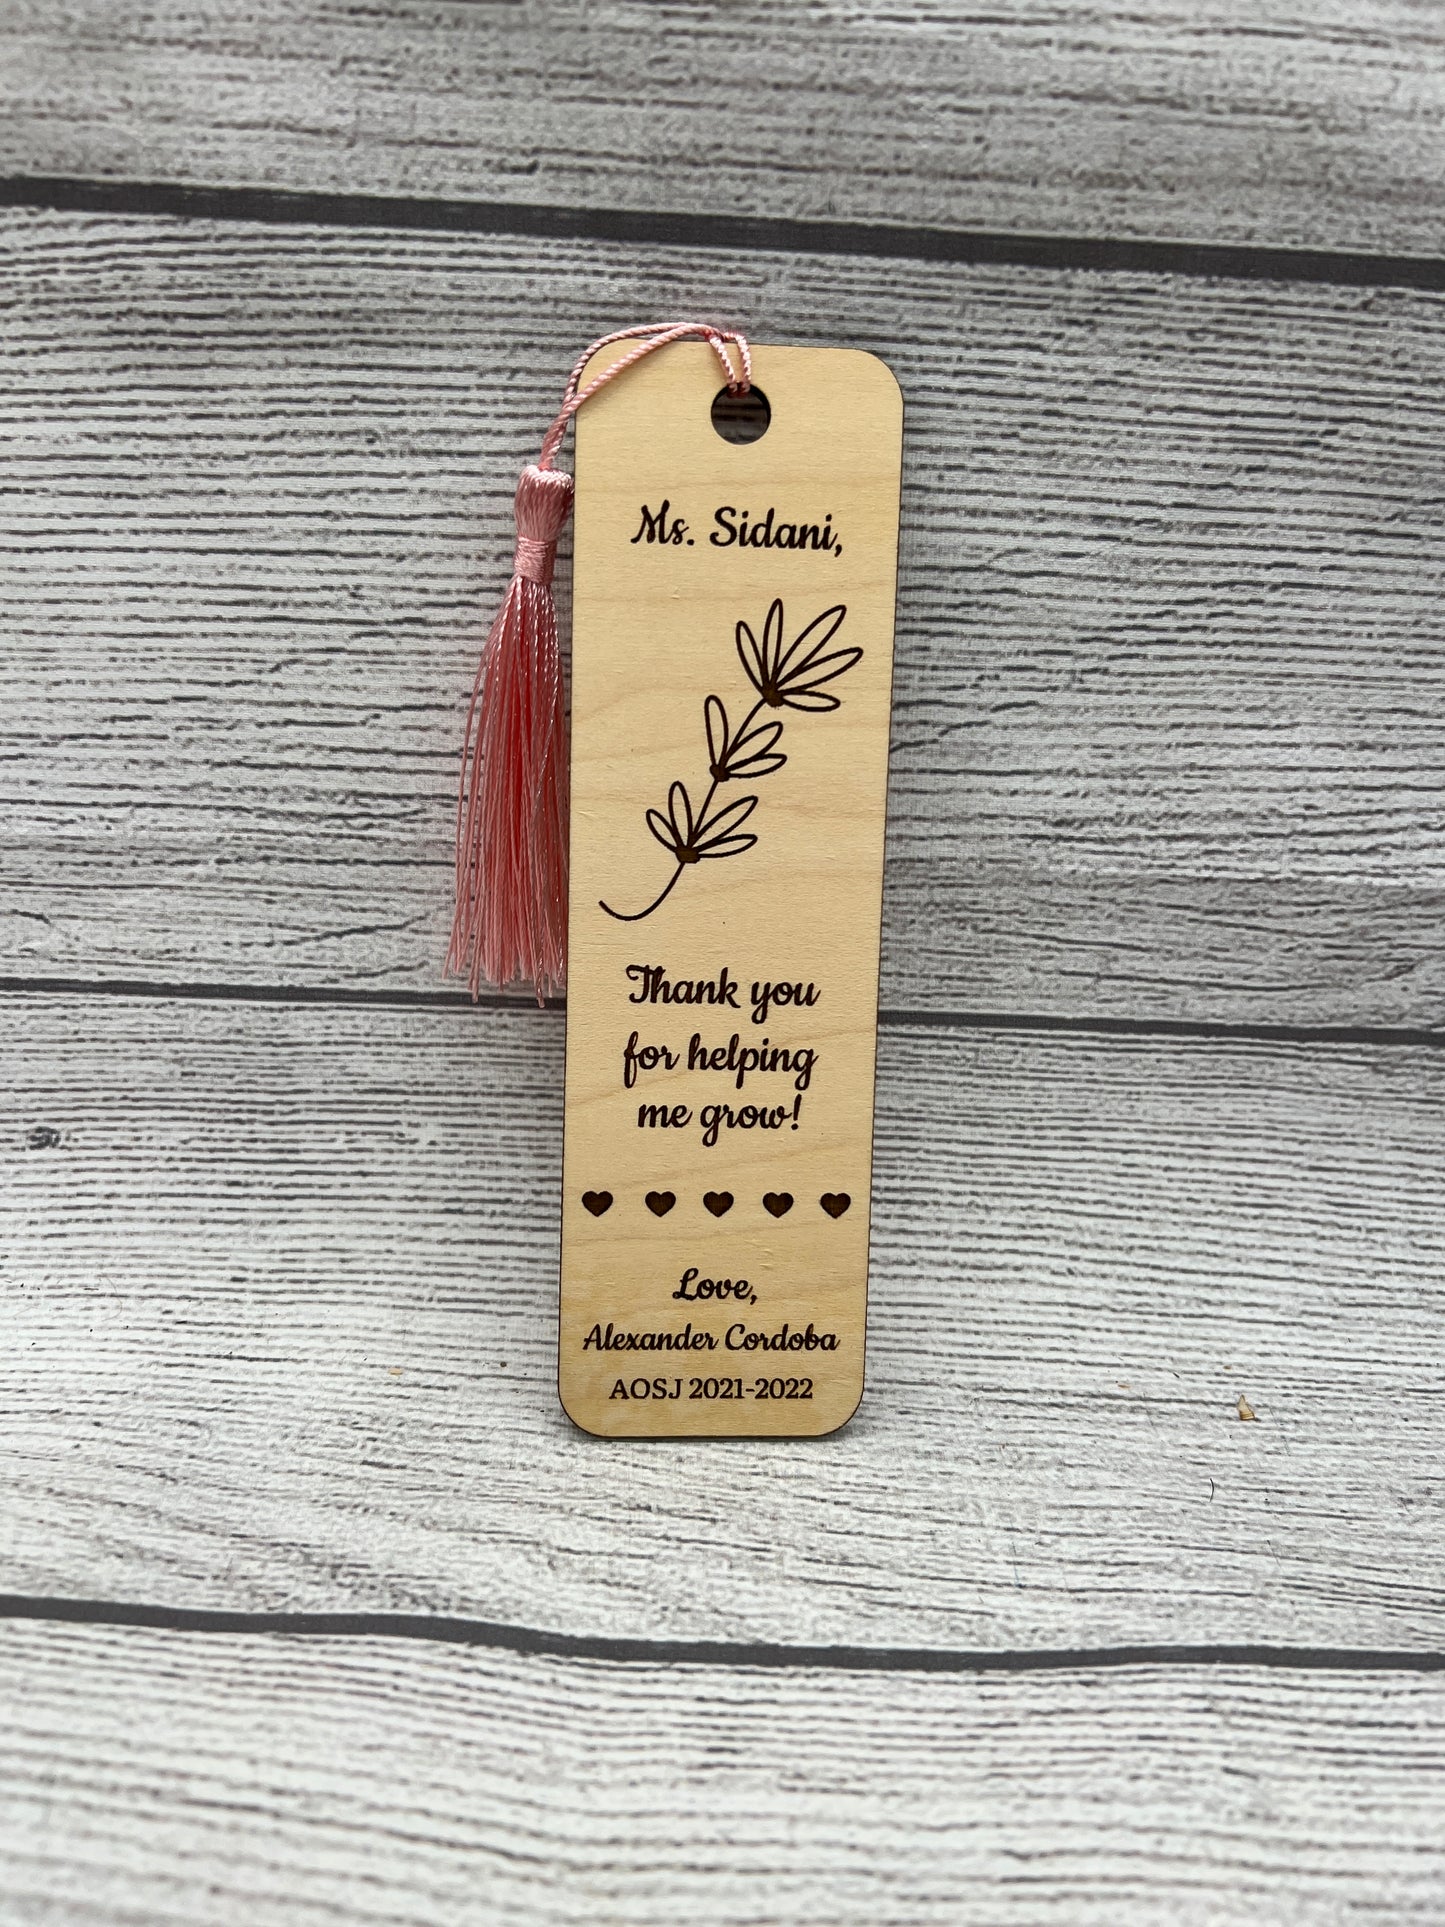 Ms. Sidani,
Thank you
for helping
me grow!
Love,
Alexander Cordoba
AOSJ 2021-2022